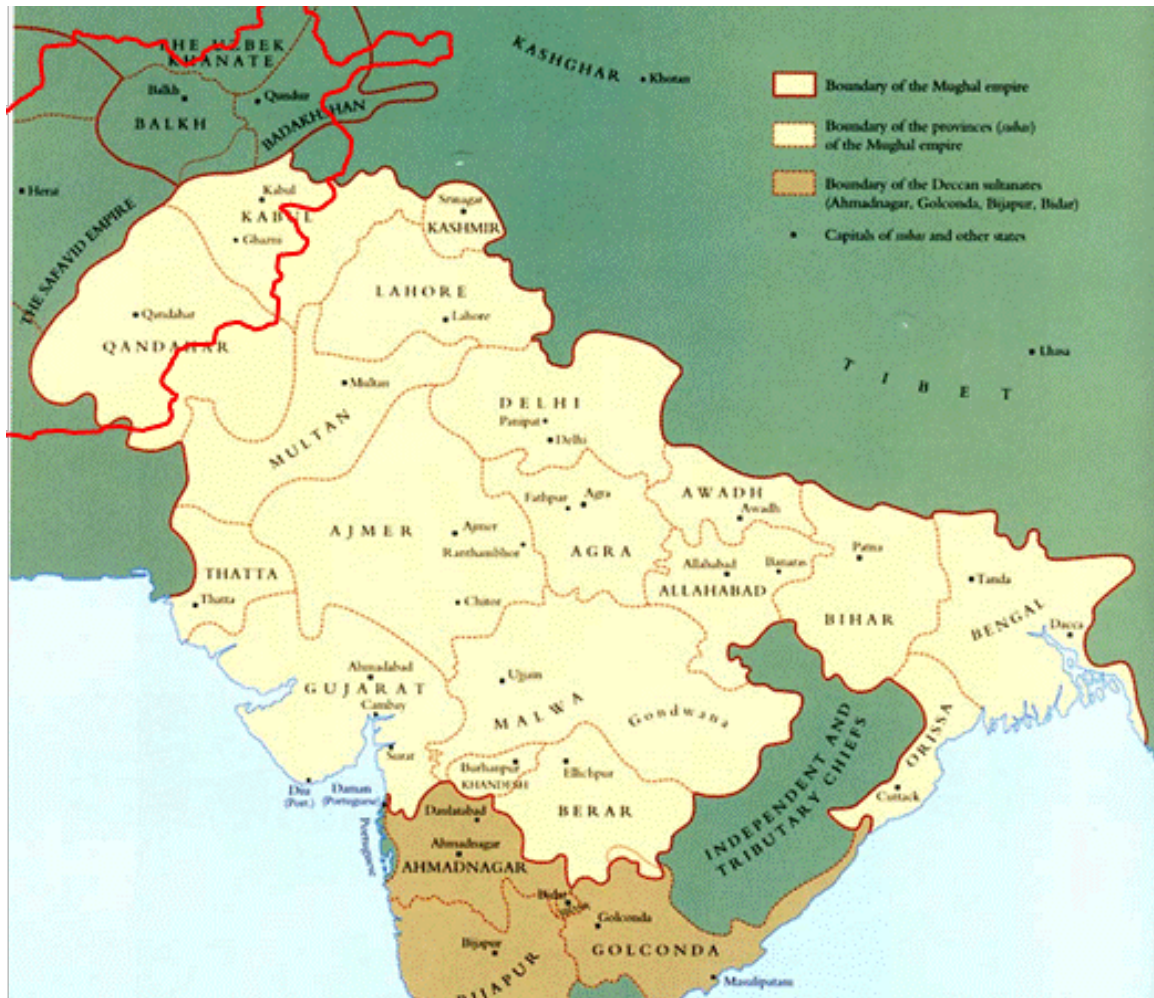 THE UZBEK
KHANATE
KASHGHAR
Khotan
Balkh
Qunduz
BALKH
BADAKHSHAN
Boundary of the Mughal empire
Boundary of the provinces (subas)
of the Mughal empire
Boundary of the Deccan sultanates
(Ahmadnagar, Golconda, Bijapur, Bidar)
Capitals of subas and other states
Herat
Kabul
KABUL
Ghazni
Srinagar
KASHMIR
THE SAFAVID EMPIRE
LAHORE
Lahore
Qandahar
QANDAHAR
Lhasa
TIBET
Multan
MULTAN
DELHI
Panipat
Delhi
Fathpur
Agra
AWADH
Awadh
AJMER
Ajmer
Ranthambhor
AGRA
Patna
Allahabad
Banaras
ALLAHABAD
THATTA
Thatta
Chitor
Tanda
BENGAL
Dacca
BIHAR
Ahmadabad
GUJARAT
Cambay
Ujjain
MALWA
Gondwana
INDEPENDENT AND
TRIBUTARY CHIEFS
ORISSA
Cuttack
Surat
Burhanpur
KHANDESH
Ellichpur
BERAR
Diu
(Port.)
Daman
(Portuguese)
Portuguese
Daulatabad
Ahmadnagar
AHMADNAGAR
Bidar
BIDAR
Golconda
GOLCONDA
Bijapur
BIJAPUR
Masulipatam